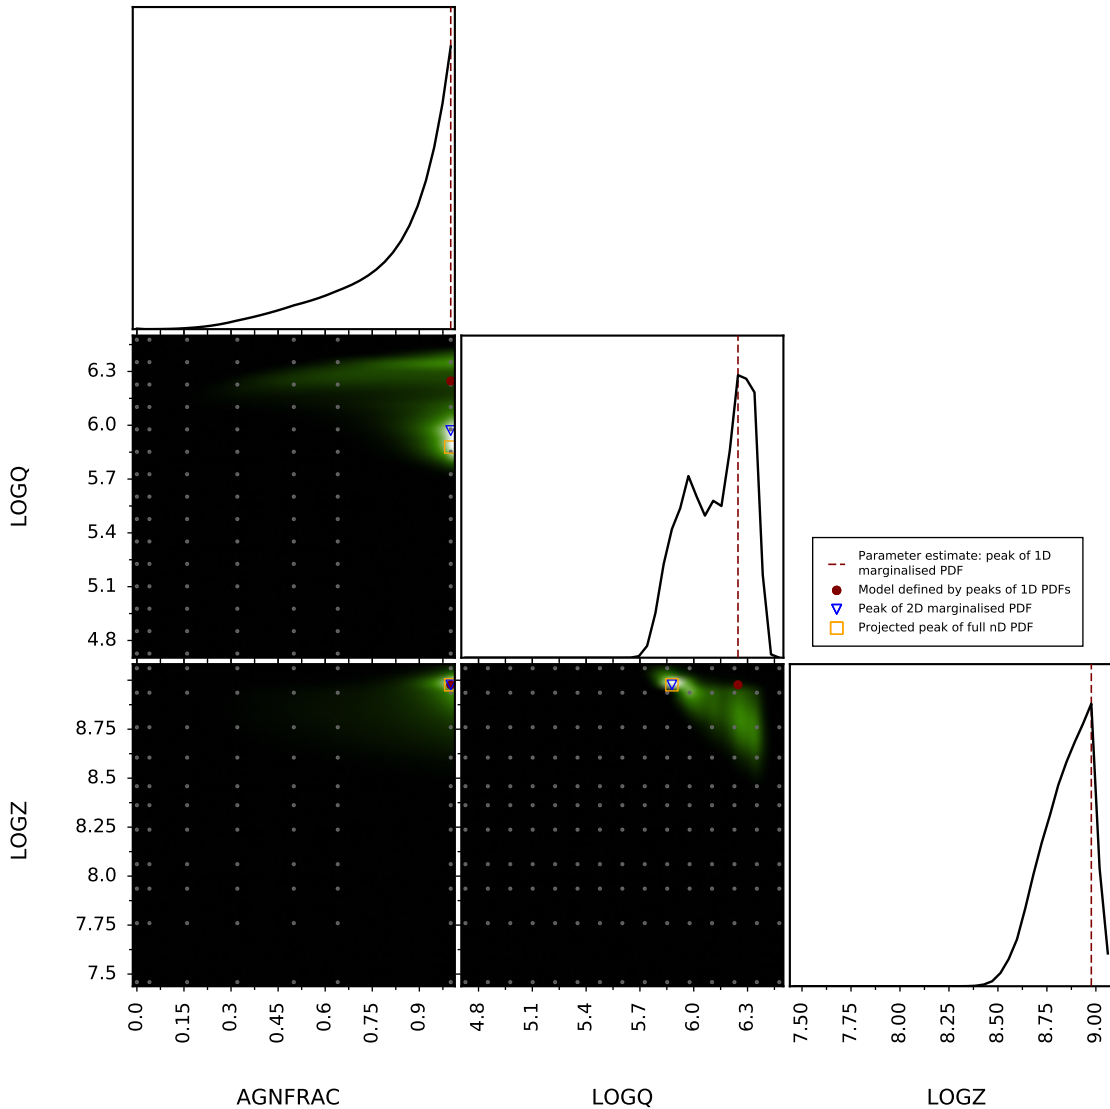 6.3
6.0
5.7
5.4
5.1
4.8
LOGQ
Parameter estimate: peak of 1D
marginalised PDF
Model defined by peaks of 1D PDFs
Peak of 2D marginalised PDF
Projected peak of full nD PDF
8.75
8.5
8.25
8.0
7.75
7.5
LOGZ
0.0 0.15 0.3 0.45 0.6 0.75 0.9
4.8 5.1 5.4 5.7 6.0 6.3
7.50 7.75 8.00 8.25 8.50 8.75 9.00
AGNFRAC
LOGQ
LOGZ